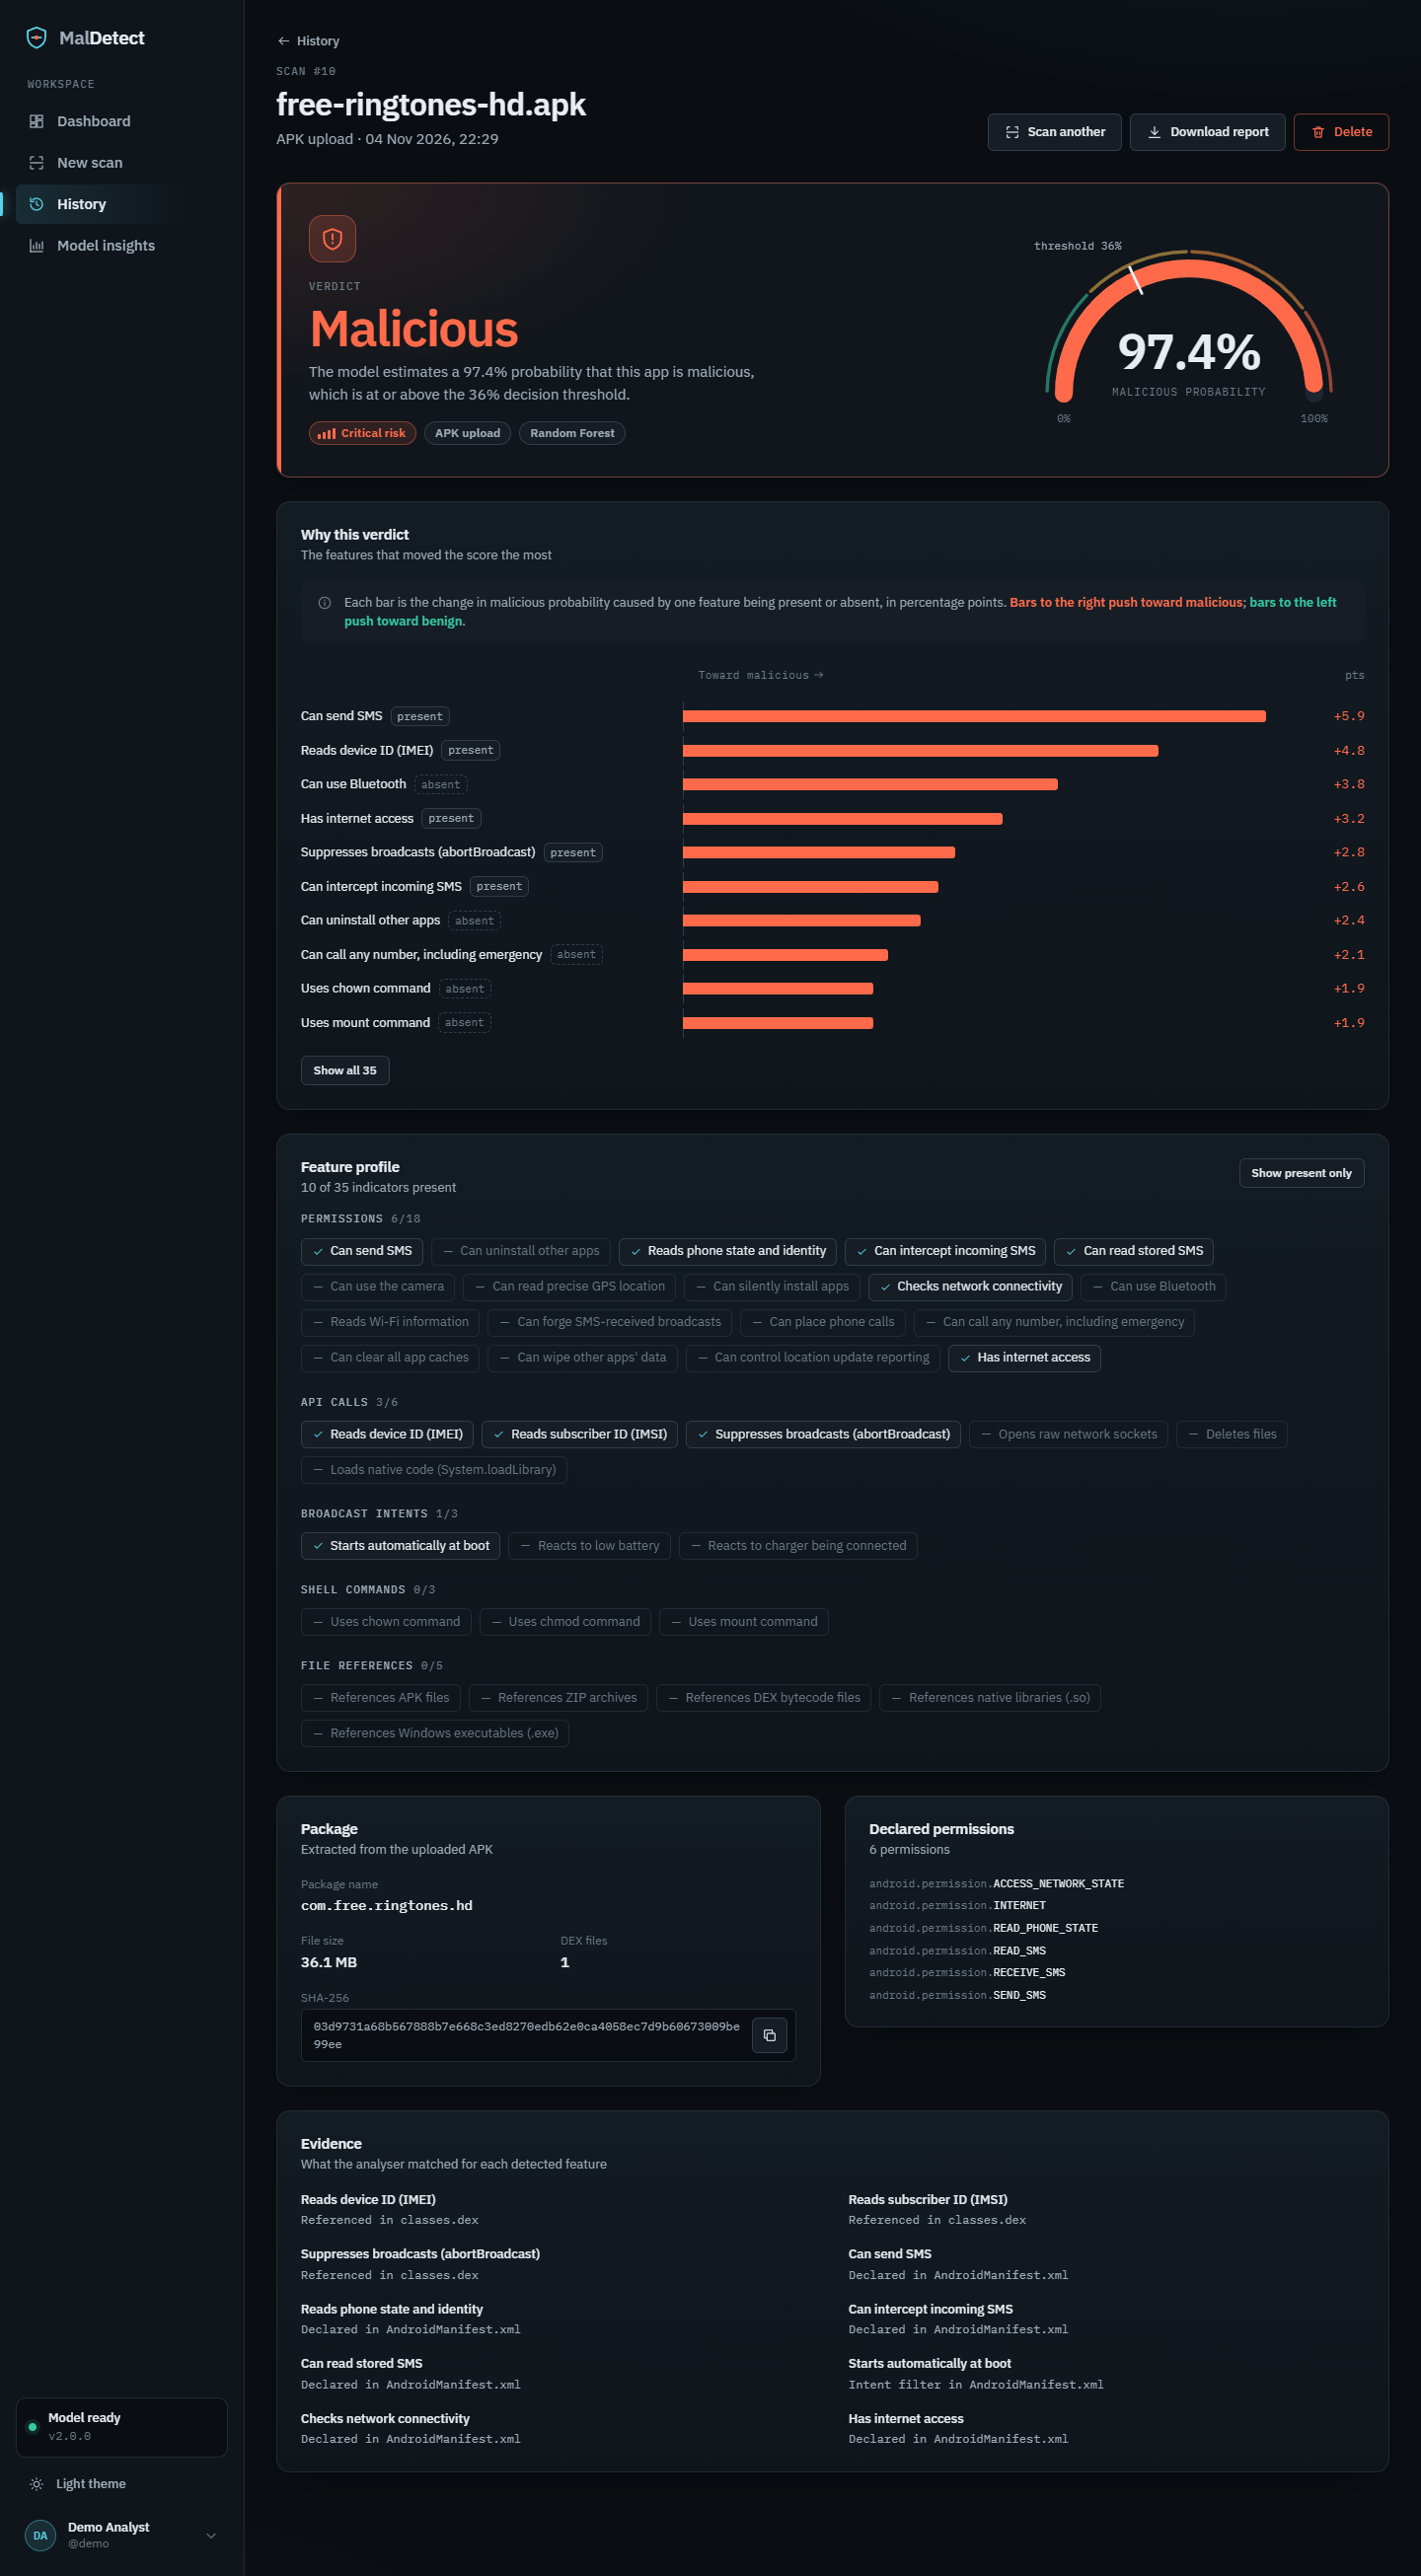 MalDetect
WORKSPACE
Dashboard
New scan
History
Model insights
← History
SCAN #10
free-ringtones-hd.apk
APK upload · 04 Nov 2026, 22:29
Scan another
Download report
Delete
VERDICT
Malicious
The model estimates a 97.4% probability that this app is malicious,
which is at or above the 36% decision threshold.
Critical risk
APK upload
Random Forest
threshold 36%
97.4%
MALICIOUS PROBABILITY
0%
100%
Why this verdict
The features that moved the score the most
Each bar is the change in malicious probability caused by one feature being present or absent, in percentage points. Bars to the right push toward malicious; bars to the left
push toward benign.
Toward malicious → pts
Can send SMS present +5.9
Reads device ID (IMEI) present +4.8
Can use Bluetooth absent +3.8
Has internet access present +3.2
Suppresses broadcasts (abortBroadcast) present +2.8
Can intercept incoming SMS present +2.6
Can uninstall other apps absent +2.4
Can call any number, including emergency absent +2.1
Uses chown command absent +1.9
Uses mount command absent +1.9
Show all 35
Feature profile
10 of 35 indicators present
Show present only
PERMISSIONS 6/18
✓ Can send SMS — Can uninstall other apps ✓ Reads phone state and identity ✓ Can intercept incoming SMS ✓ Can read stored SMS
— Can use the camera — Can read precise GPS location — Can silently install apps ✓ Checks network connectivity — Can use Bluetooth
— Reads Wi-Fi information — Can forge SMS-received broadcasts — Can place phone calls — Can call any number, including emergency
— Can clear all app caches — Can wipe other apps' data — Can control location update reporting ✓ Has internet access
API CALLS 3/6
✓ Reads device ID (IMEI) ✓ Reads subscriber ID (IMSI) ✓ Suppresses broadcasts (abortBroadcast) — Opens raw network sockets — Deletes files
— Loads native code (System.loadLibrary)
BROADCAST INTENTS 1/3
✓ Starts automatically at boot — Reacts to low battery — Reacts to charger being connected
SHELL COMMANDS 0/3
— Uses chown command — Uses chmod command — Uses mount command
FILE REFERENCES 0/5
— References APK files — References ZIP archives — References DEX bytecode files — References native libraries (.so)
— References Windows executables (.exe)
Package
Extracted from the uploaded APK
Package name
com.free.ringtones.hd
File size DEX files
36.1 MB 1
SHA-256
03d9731a68b567888b7e668c3ed8270edb62e0ca4058ec7d9b60673009be
99ee
Declared permissions
6 permissions
android.permission.ACCESS_NETWORK_STATE
android.permission.INTERNET
android.permission.READ_PHONE_STATE
android.permission.READ_SMS
android.permission.RECEIVE_SMS
android.permission.SEND_SMS
Evidence
What the analyser matched for each detected feature
Reads device ID (IMEI) Reads subscriber ID (IMSI)
Referenced in classes.dex Referenced in classes.dex
Suppresses broadcasts (abortBroadcast) Can send SMS
Referenced in classes.dex Declared in AndroidManifest.xml
Reads phone state and identity Can intercept incoming SMS
Declared in AndroidManifest.xml Declared in AndroidManifest.xml
Can read stored SMS Starts automatically at boot
Declared in AndroidManifest.xml Intent filter in AndroidManifest.xml
Checks network connectivity Has internet access
Declared in AndroidManifest.xml Declared in AndroidManifest.xml
Model ready
v2.0.0
Light theme
DA
Demo Analyst
@demo